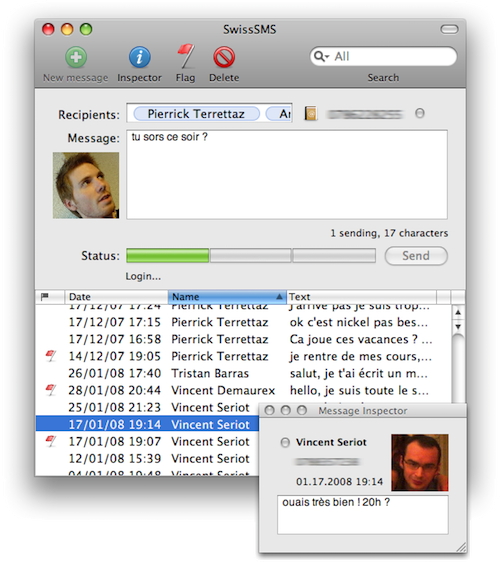 SwissSMS
New message Inspector Flag Delete
All
Search
Recipients: Pierrick Terrettaz
Message: tu sors ce soir ?
1 sending, 17 characters
Status: Send
Login...
Date Name Text
17/12/07 17:24 Pierrick Terrettaz j'arrive pas je suis trop...
17/12/07 17:15 Pierrick Terrettaz ok c'est nickel pas bes...
17/12/07 16:58 Pierrick Terrettaz Ca joue ces vacances ? ...
14/12/07 19:05 Pierrick Terrettaz je rentre de mes cours,...
26/01/08 17:40 Tristan Barras salut, je t'ai écrit un m...
28/01/08 20:44 Vincent Demaurex hello, je suis toute le s...
25/01/08 21:23 Vincent Seriot
17/01/08 19:14 Vincent Seriot
17/01/08 19:07 Vincent Seriot
12/01/08 15:39 Vincent Seriot
04/01/08 19:48 Vincent Seriot
Message Inspector
Vincent Seriot
01.17.2008 19:14
ouais très bien ! 20h ?